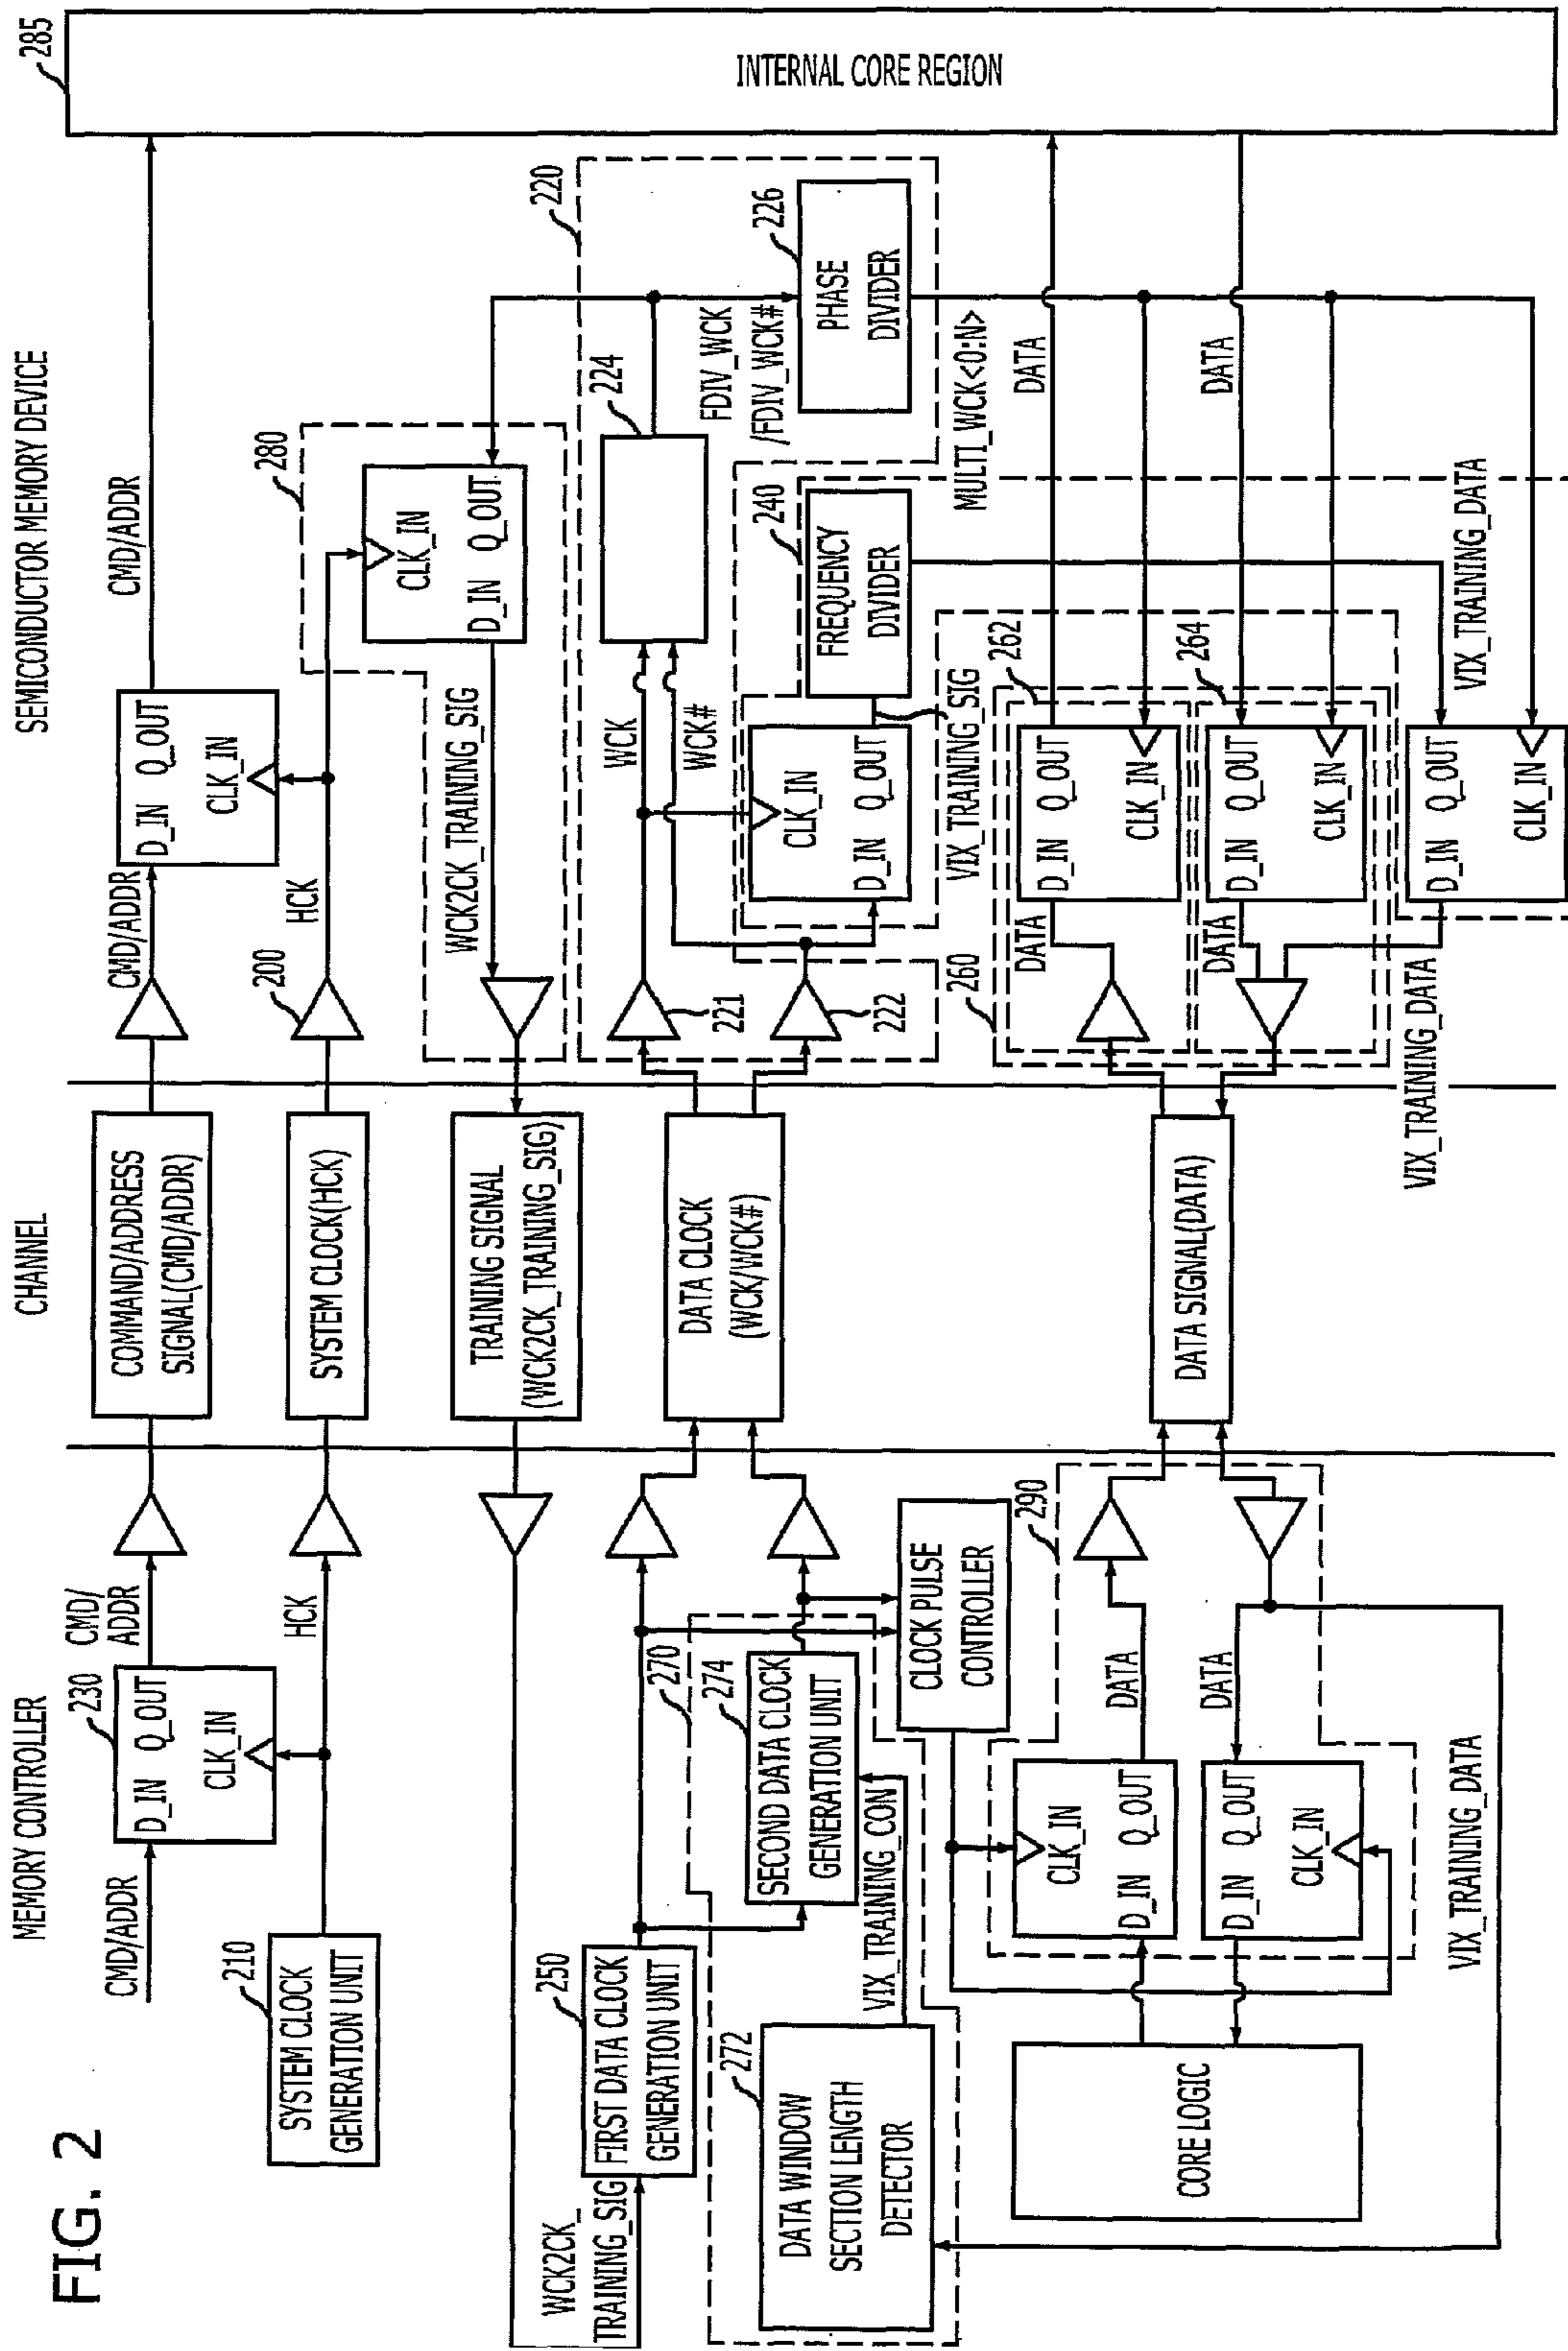 FIG. 2
MEMORY CONTROLLER
CHANNEL
SEMICONDUCTOR MEMORY DEVICE
CMD/ADDR
230
D_IN Q_OUT
CLK_IN
CMD/
ADDR
COMMAND/ADDRESS
SIGNAL(CMD/ADDR)
CMD/ADDR
D_IN Q_OUT
CLK_IN
CMD/ADDR
285
INTERNAL CORE REGION
210
SYSTEM CLOCK
GENERATION UNIT
HCK
SYSTEM CLOCK(HCK)
200
HCK
280
CLK_IN
D_IN Q_OUT
TRAINING SIGNAL
(WCK2CK_TRAINING_SIG)
WCK2CK_TRAINING_SIG
WCK2CK_
TRAINING_SIG
250
FIRST DATA CLOCK
GENERATION UNIT
270
DATA CLOCK
(WCK/WCK#)
221
222
WCK
WCK#
224
220
FDIV_WCK
/FDIV_WCK#
226
PHASE
DIVIDER
272
DATA WINDOW
SECTION LENGTH
DETECTOR
VIX_TRAINING_CON
274
SECOND DATA CLOCK
GENERATION UNIT
CLOCK PULSE
CONTROLLER
CLK_IN
D_IN Q_OUT
VIX_TRAINING_SIG
240
FREQUENCY
DIVIDER
MULTI_WCK<0:N>
290
CORE LOGIC
CLK_IN
D_IN Q_OUT
DATA
D_IN Q_OUT
CLK_IN
DATA
DATA SIGNAL(DATA)
260
262
DATA
D_IN Q_OUT
CLK_IN
DATA
264
DATA
D_IN Q_OUT
CLK_IN
DATA
VIX_TRAINING_DATA
VIX_TRAINING_DATA
D_IN Q_OUT
CLK_IN
VIX_TRAINING_DATA